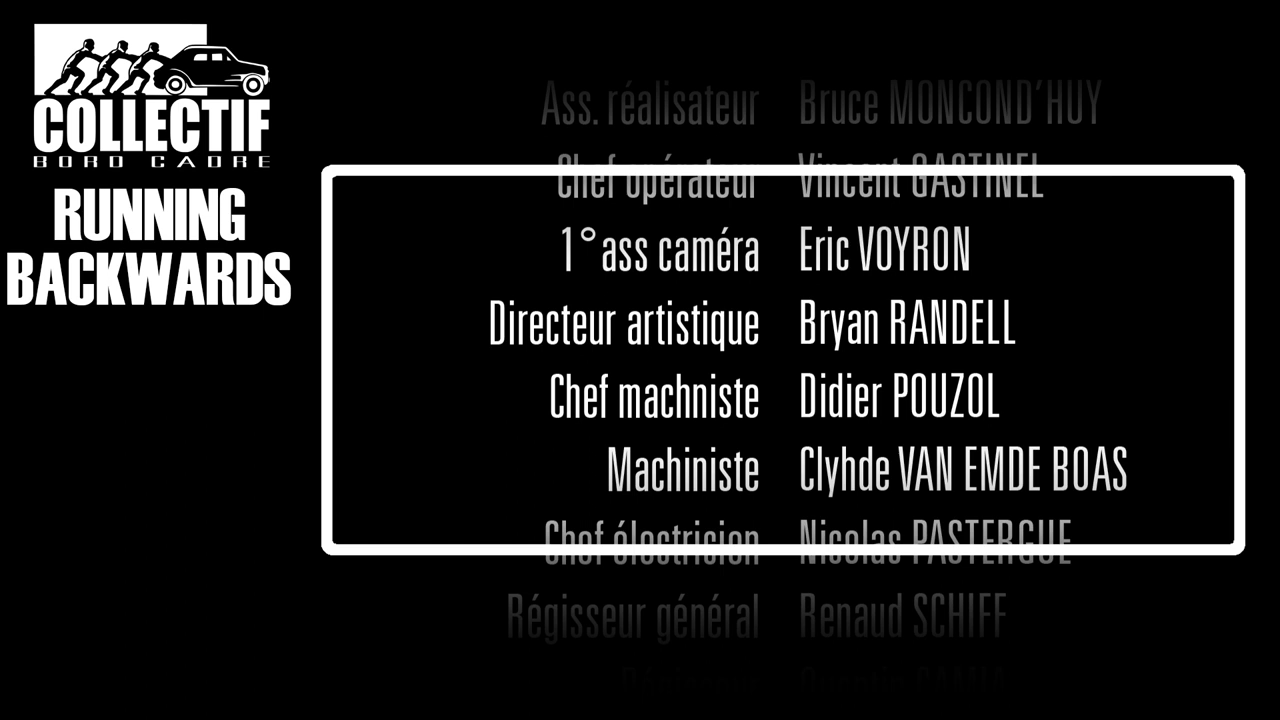 COLLECTIF
BORD CADRE
RUNNING
BACKWARDS
Ass. réalisateur Bruce MONCOND'HUY
Chef opérateur Vincent GASTINEL
1°ass caméra Eric VOYRON
Directeur artistique Bryan RANDELL
Chef machniste Didier POUZOL
Machiniste Clyhde VAN EMDE BOAS
Chef électricien Nicolas PASTERGUE
Régisseur général Renaud SCHIFF